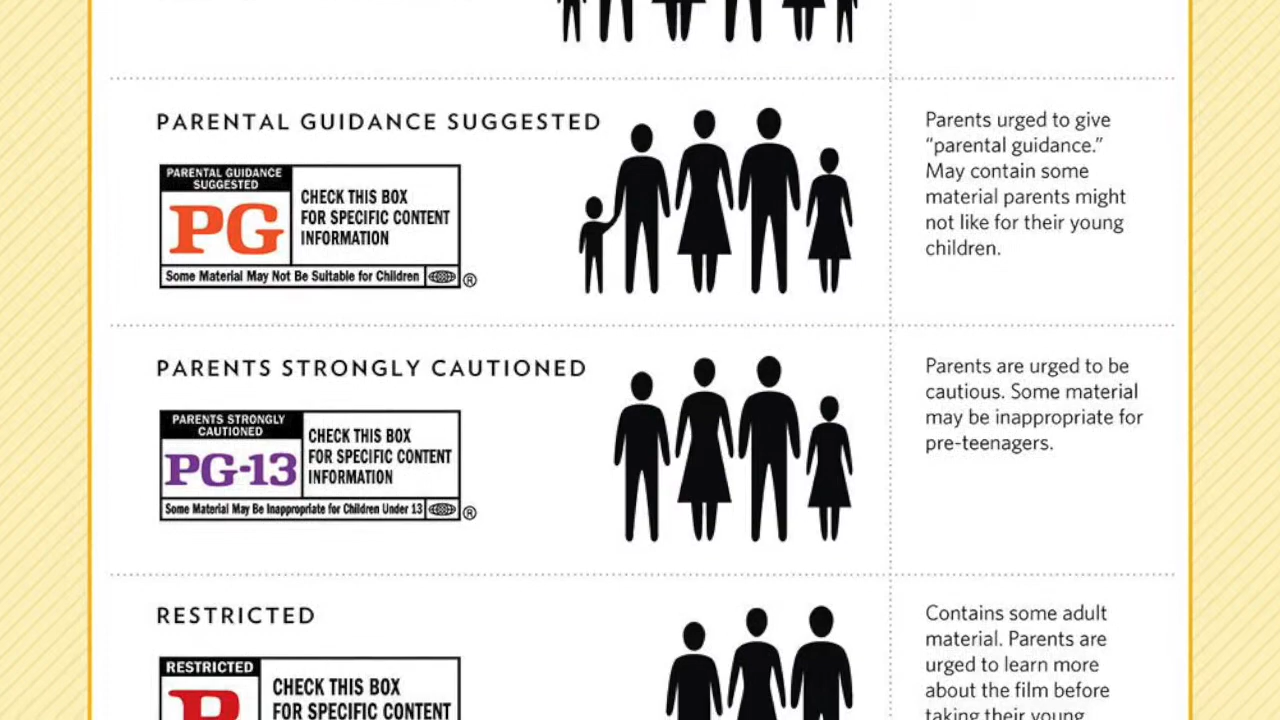 PARENTAL GUIDANCE SUGGESTED
PARENTAL GUIDANCE
SUGGESTED
PG
CHECK THIS BOX
FOR SPECIFIC CONTENT
INFORMATION
Some Material May Not Be Suitable for Children
®
Parents urged to give
“parental guidance.”
May contain some
material parents might
not like for their young
children.
PARENTS STRONGLY CAUTIONED
PARENTS STRONGLY
CAUTIONED
PG-13
CHECK THIS BOX
FOR SPECIFIC CONTENT
INFORMATION
Some Material May Be Inappropriate for Children Under 13
®
Parents are urged to be
cautious. Some material
may be inappropriate for
pre-teenagers.
RESTRICTED
RESTRICTED
R
CHECK THIS BOX
FOR SPECIFIC CONTENT
Contains some adult
material. Parents are
urged to learn more
about the film before
taking their young